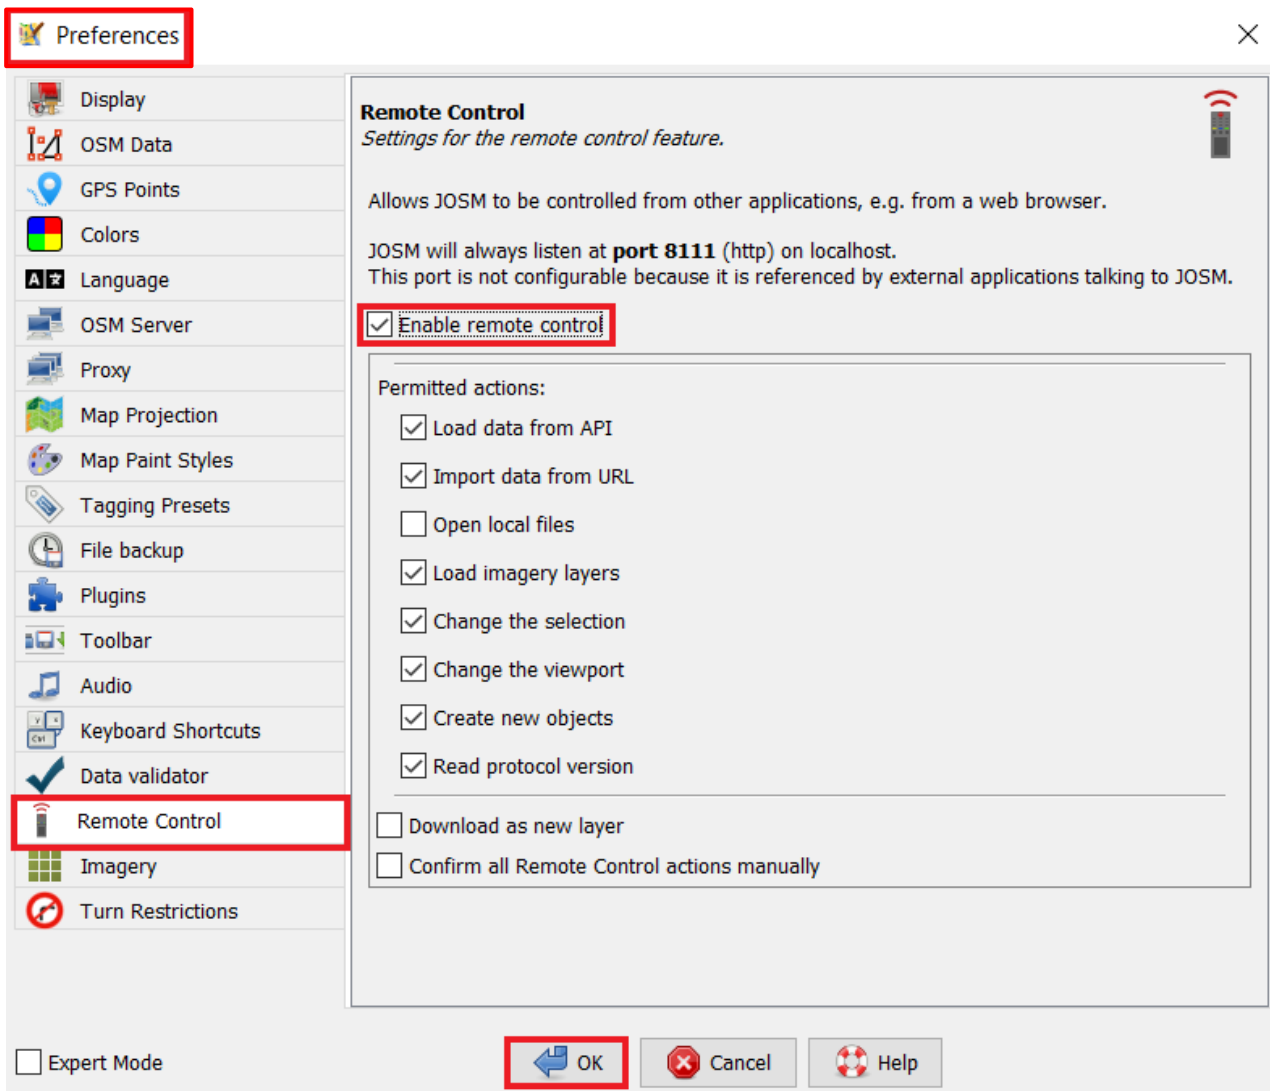 Preferences
Display
OSM Data
GPS Points
Colors
Language
OSM Server
Proxy
Map Projection
Map Paint Styles
Tagging Presets
File backup
Plugins
Toolbar
Audio
Keyboard Shortcuts
Data validator
Remote Control
Imagery
Turn Restrictions
Remote Control
Settings for the remote control feature.
Allows JOSM to be controlled from other applications, e.g. from a web browser.
JOSM will always listen at port 8111 (http) on localhost.
This port is not configurable because it is referenced by external applications talking to JOSM.
Enable remote control
Permitted actions:
Load data from API
Import data from URL
Open local files
Load imagery layers
Change the selection
Change the viewport
Create new objects
Read protocol version
Download as new layer
Confirm all Remote Control actions manually
Expert Mode
OK
Cancel
Help